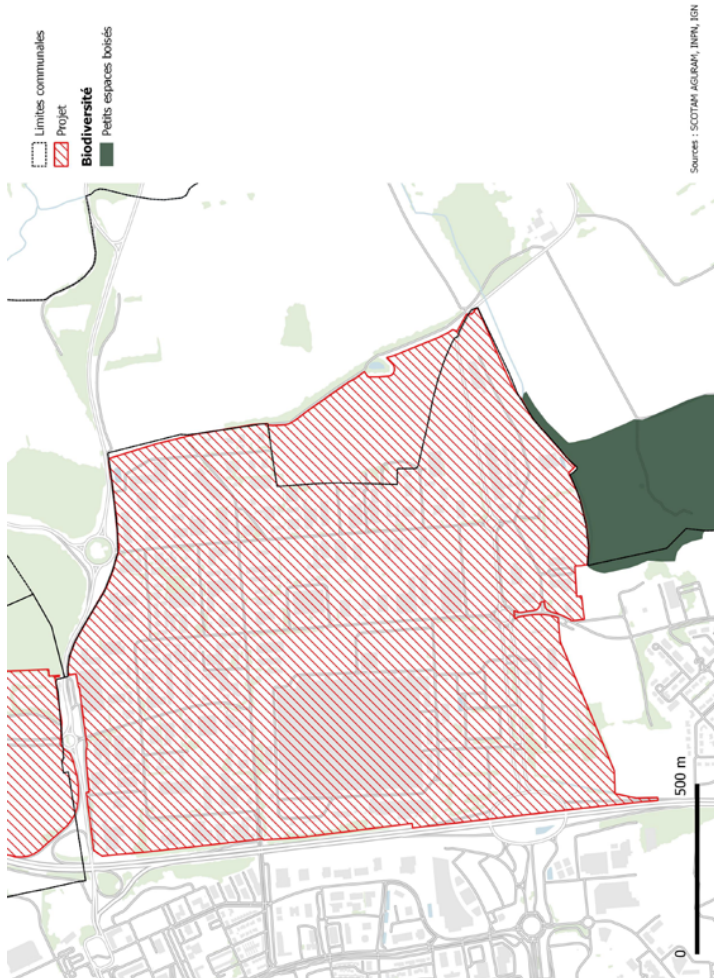 Limites communales
Projet
Biodiversité
Petits espaces boisés
Sources : SCOTAM AGURAM, INPN, IGN
0 500 m